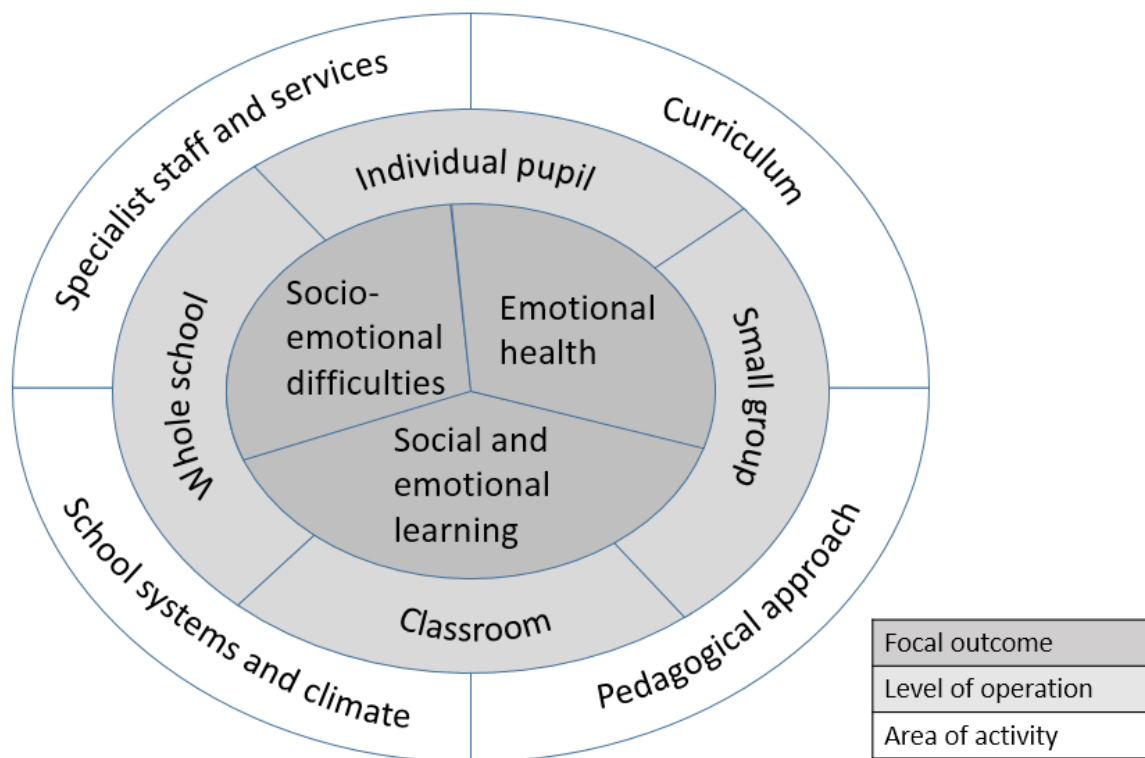 Specialist staff and services
Curriculum
Individual pupil
Whole school
Small group
Socio-
emotional
difficulties
Emotional
health
Social and
emotional
learning
Classroom
School systems and climate
Pedagogical approach
Focal outcome
Level of operation
Area of activity